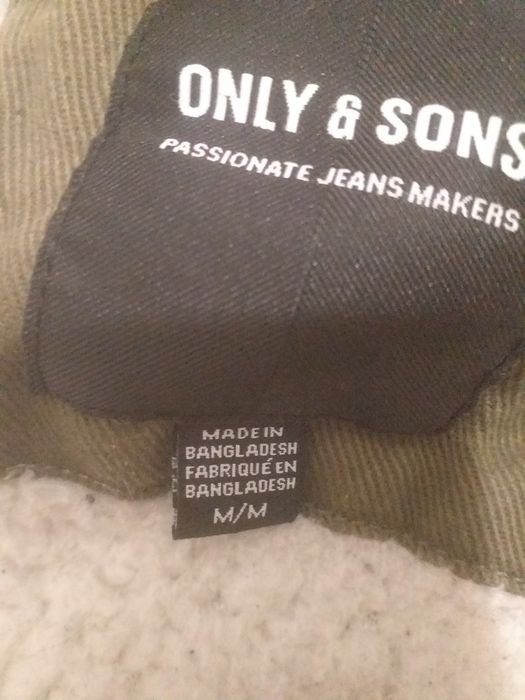 ONLY & SONS
PASSIONATE JEANS MAKERS
MADE IN
BANGLADESH
FABRIQUÉ EN
BANGLADESH
M/M